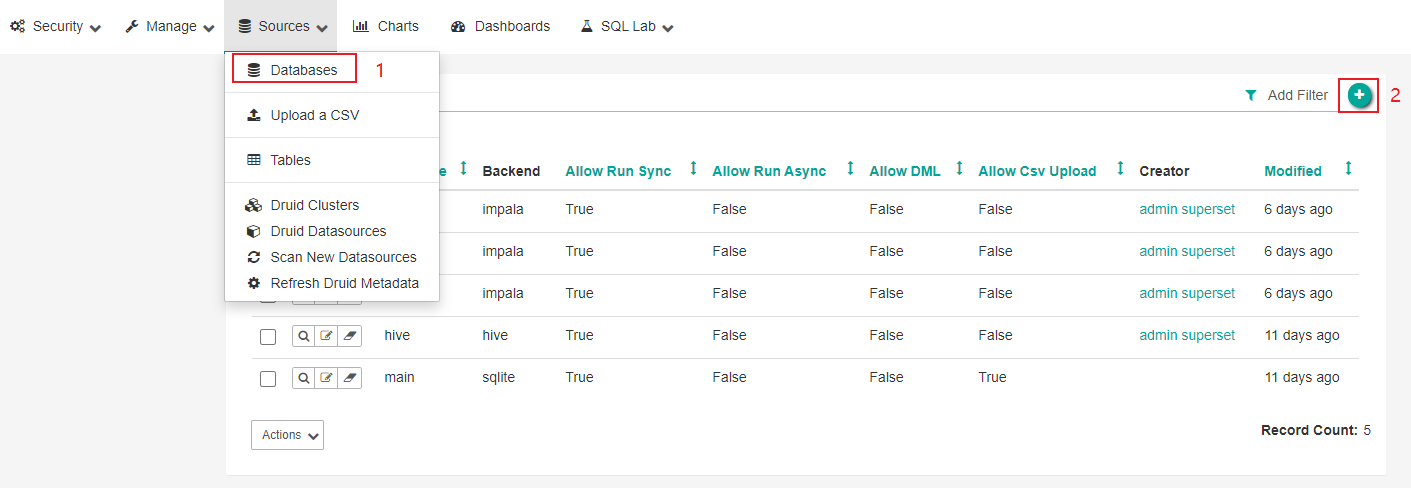 Security Manage Sources Charts Dashboards SQL Lab
Databases 1
Upload a CSV
Tables
Druid Clusters
Druid Datasources
Scan New Datasources
Refresh Druid Metadata
Add Filter 2
e Backend Allow Run Sync Allow Run Async Allow DML Allow Csv Upload Creator Modified
impala True False False False admin superset 6 days ago
impala True False False False admin superset 6 days ago
impala True False False False admin superset 6 days ago
hive hive True False False False admin superset 11 days ago
main sqlite True False False True 11 days ago
Actions
Record Count: 5